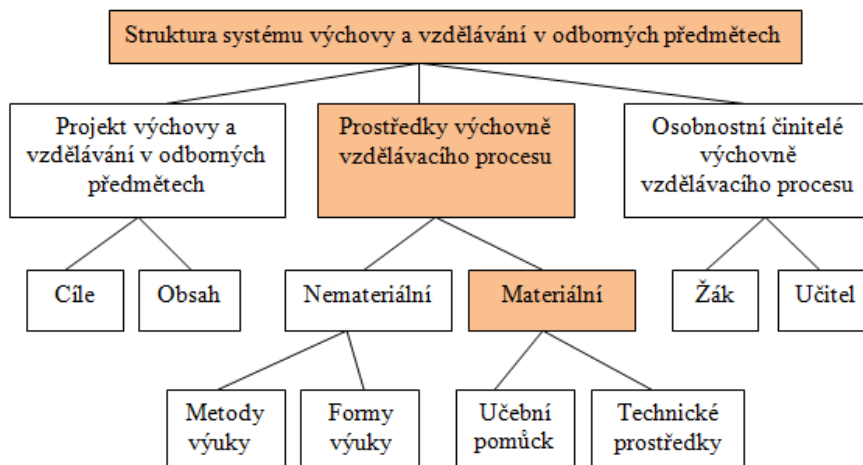 Struktura systému výchovy a vzdělávání v odborných předmětech
Projekt výchovy a
vzdělávání v odborných
předmětech
Prostředky výchovně
vzdělávacího procesu
Osobnostní činitelé
výchovně
vzdělávacího procesu
Cíle
Obsah
Nemateriální
Materiální
Žák
Učitel
Metody
výuky
Formy
výuky
Učební
pomůck
Technické
prostředky